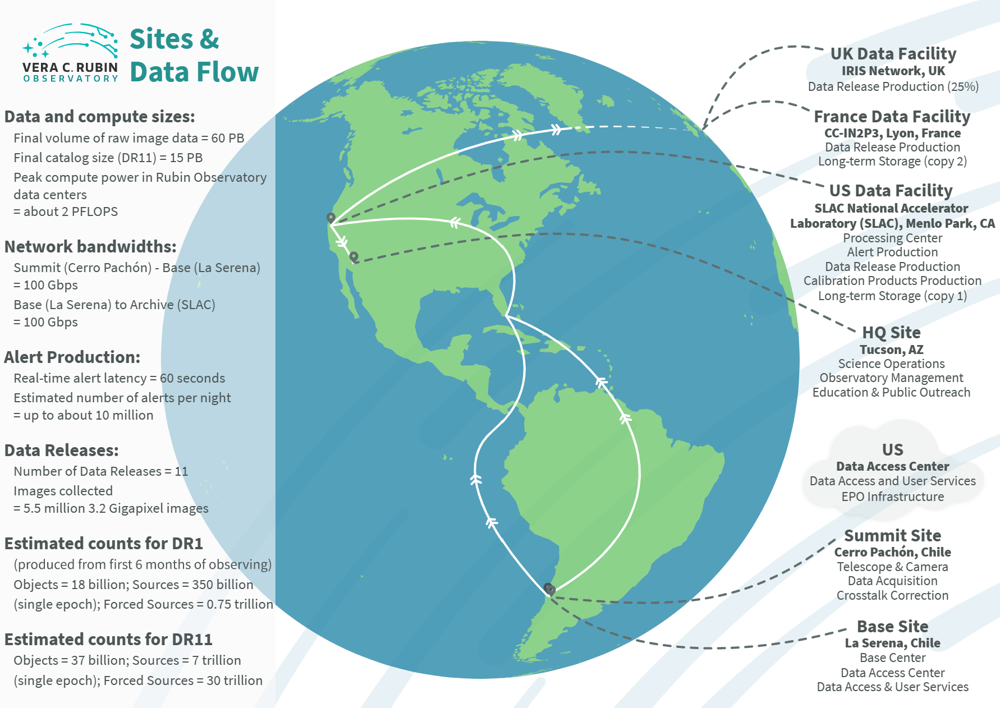 VERA C. RUBIN
OBSERVATORY
Sites &
Data Flow
Data and compute sizes:
Final volume of raw image data = 60 PB
Final catalog size (DR11) = 15 PB
Peak compute power in Rubin Observatory
data centers
= about 2 PFLOPS
Network bandwidths:
Summit (Cerro Pachón) - Base (La Serena)
= 100 Gbps
Base (La Serena) to Archive (SLAC)
= 100 Gbps
Alert Production:
Real-time alert latency = 60 seconds
Estimated number of alerts per night
= up to about 10 million
Data Releases:
Number of Data Releases = 11
Images collected
= 5.5 million 3.2 Gigapixel images
Estimated counts for DR1
(produced from first 6 months of observing)
Objects = 18 billion; Sources = 350 billion
(single epoch); Forced Sources = 0.75 trillion
Estimated counts for DR11
Objects = 37 billion; Sources = 7 trillion
(single epoch); Forced Sources = 30 trillion
UK Data Facility
IRIS Network, UK
Data Release Production (25%)
France Data Facility
CC-IN2P3, Lyon, France
Data Release Production
Long-term Storage (copy 2)
US Data Facility
SLAC National Accelerator
Laboratory (SLAC), Menlo Park, CA
Processing Center
Alert Production
Data Release Production
Calibration Products Production
Long-term Storage (copy 1)
HQ Site
Tucson, AZ
Science Operations
Observatory Management
Education & Public Outreach
US
Data Access Center
Data Access and User Services
EPO Infrastructure
Summit Site
Cerro Pachón, Chile
Telescope & Camera
Data Acquisition
Crosstalk Correction
Base Site
La Serena, Chile
Base Center
Data Access Center
Data Access & User Services